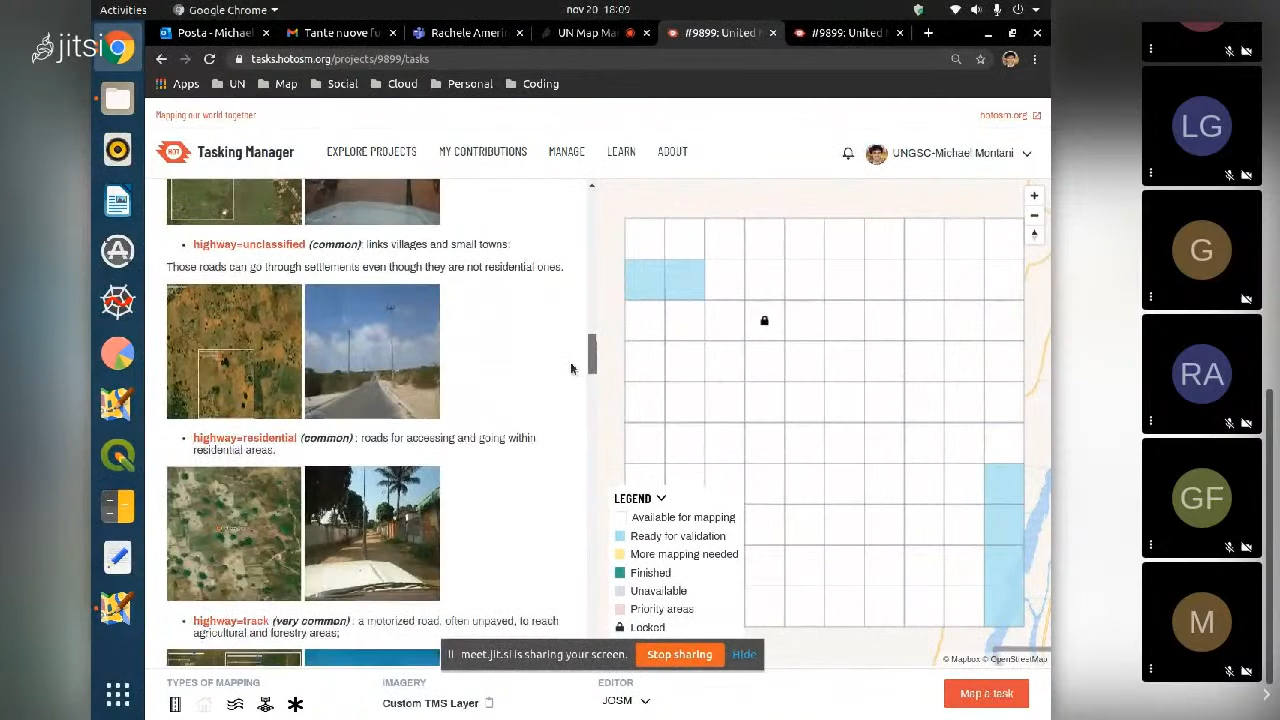 Activities
Google Chrome
nov 20 18:09
jitsi
Posta - Michael
Tante nuove fu
Rachele Amerin
UN Map Mar
#9899: United N
#9899: United N
tasks.hotosm.org/projects/9899/tasks
Apps
UN
Map
Social
Cloud
Personal
Coding
Mapping our world together
hotosm.org
HOT
Tasking Manager
EXPLORE PROJECTS
MY CONTRIBUTIONS
MANAGE
LEARN
ABOUT
UNGSC-Michael Montani
• highway=unclassified (common): links villages and small towns;
Those roads can go through settlements even though they are not residential ones.
• highway=residential (common) : roads for accessing and going within
residential areas.
• highway=track (very common) : a motorized road, often unpaved, to reach
agricultural and forestry areas;
LEGEND
Available for mapping
Ready for validation
More mapping needed
Finished
Unavailable
Priority areas
Locked
© Mapbox © OpenStreetMap
meet.jit.si is sharing your screen.
Stop sharing
Hide
TYPES OF MAPPING
IMAGERY
Custom TMS Layer
EDITOR
JOSM
Map a task
LG
G
RA
GF
M